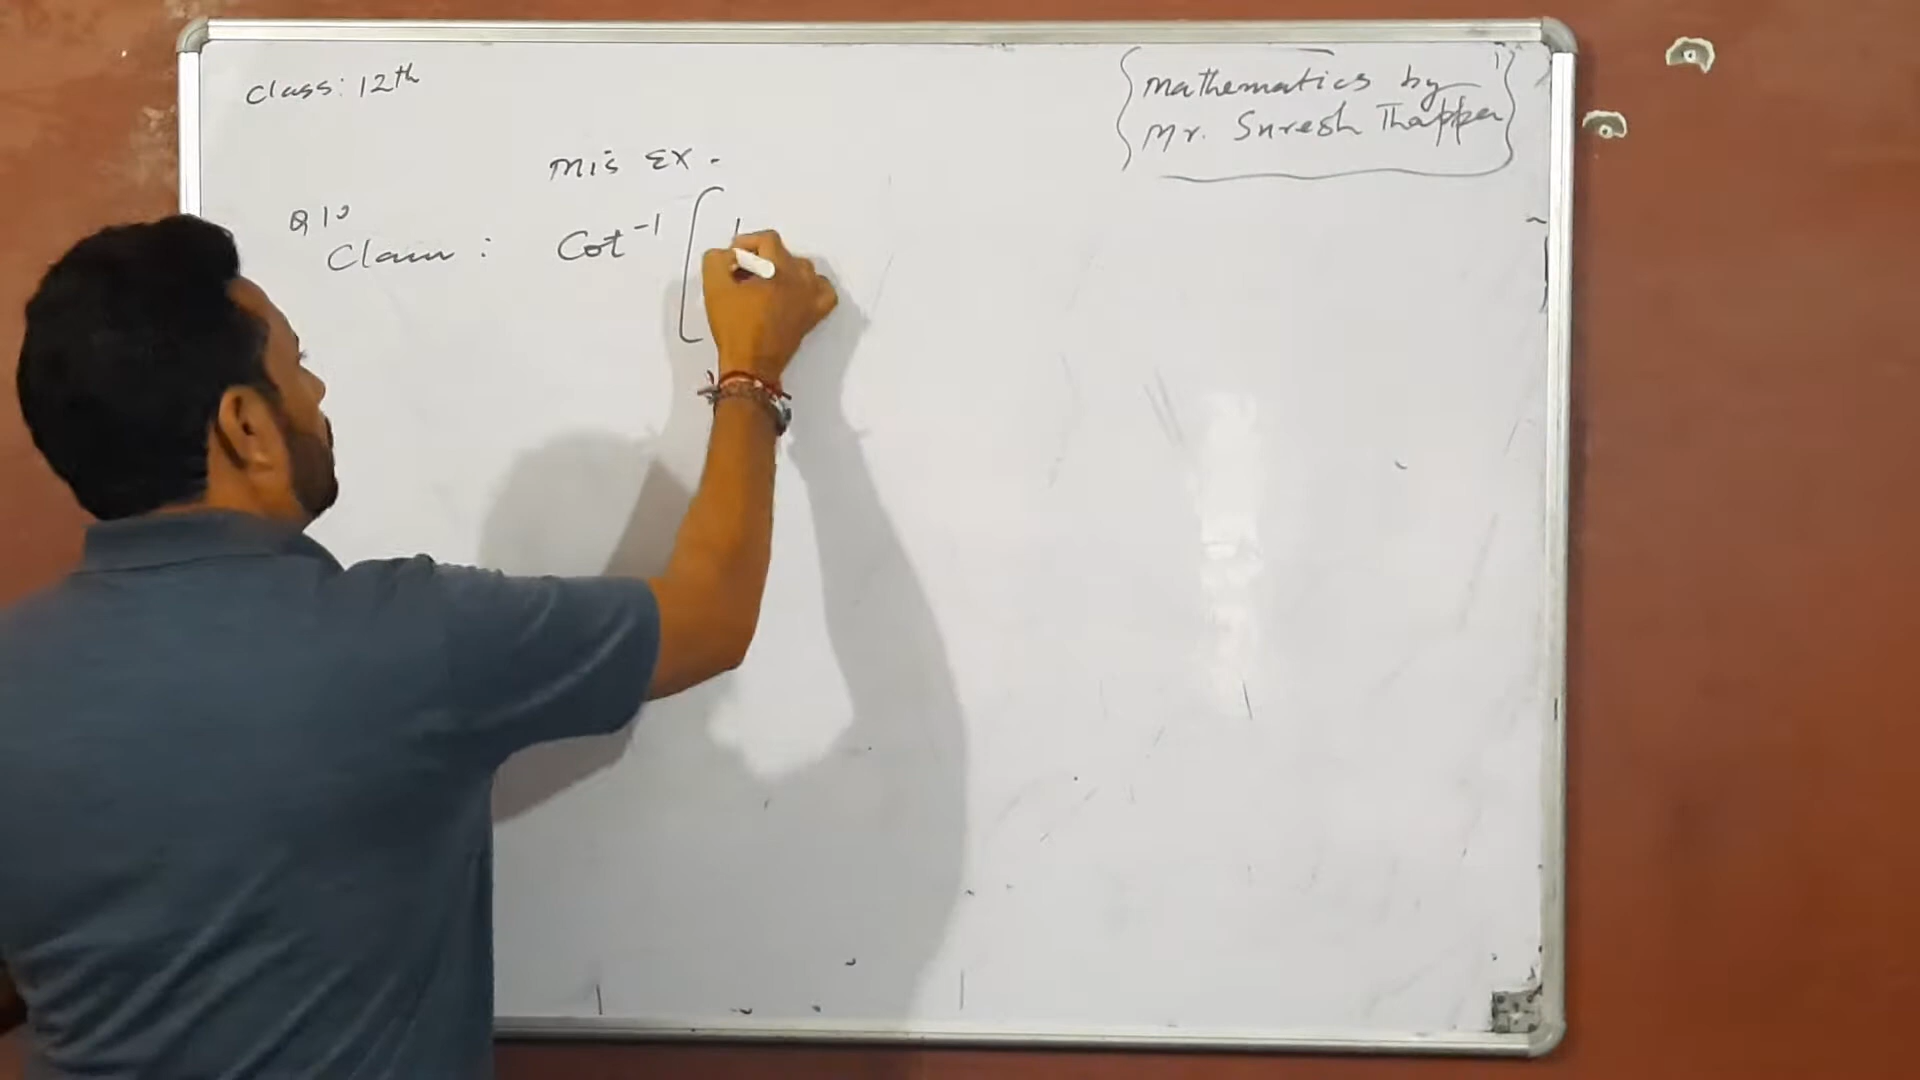 Class: 12th
{Mathematics by
Mr. Suresh Thapper}
Mis Ex.
Q10
Claim : Cot⁻¹ [